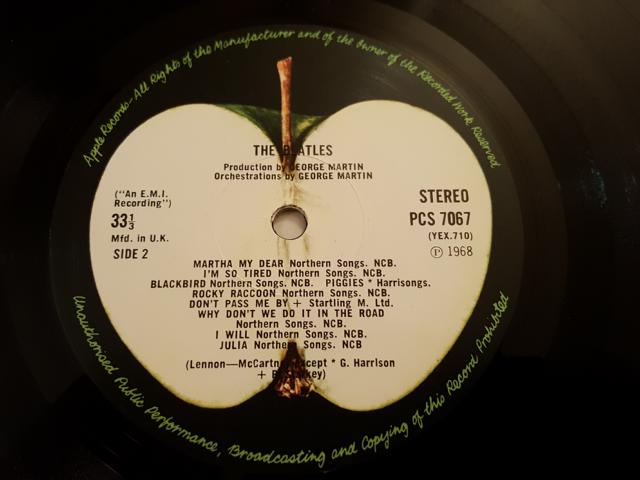 Apple Records - All Rights of the Manufacturer and of the Owner of the Recorded Work Reserved
THE BEATLES
Production by GEORGE MARTIN
Orchestrations by GEORGE MARTIN
("An E.M.I.
Recording")
33⅓
Mfd. in U.K.
SIDE 2
STEREO
PCS 7067
(YEX.710)
Ⓟ 1968
MARTHA MY DEAR Northern Songs. NCB.
I'M SO TIRED Northern Songs. NCB.
BLACKBIRD Northern Songs. NCB. PIGGIES * Harrisongs.
ROCKY RACCOON Northern Songs. NCB.
DON'T PASS ME BY + Startling M. Ltd.
WHY DON'T WE DO IT IN THE ROAD
Northern Songs. NCB.
I WILL Northern Songs. NCB.
JULIA Northern Songs. NCB
(Lennon—McCartney except * G. Harrison
+ R. Starkey)
Unauthorised Public Performance, Broadcasting and Copying of this Record Prohibited